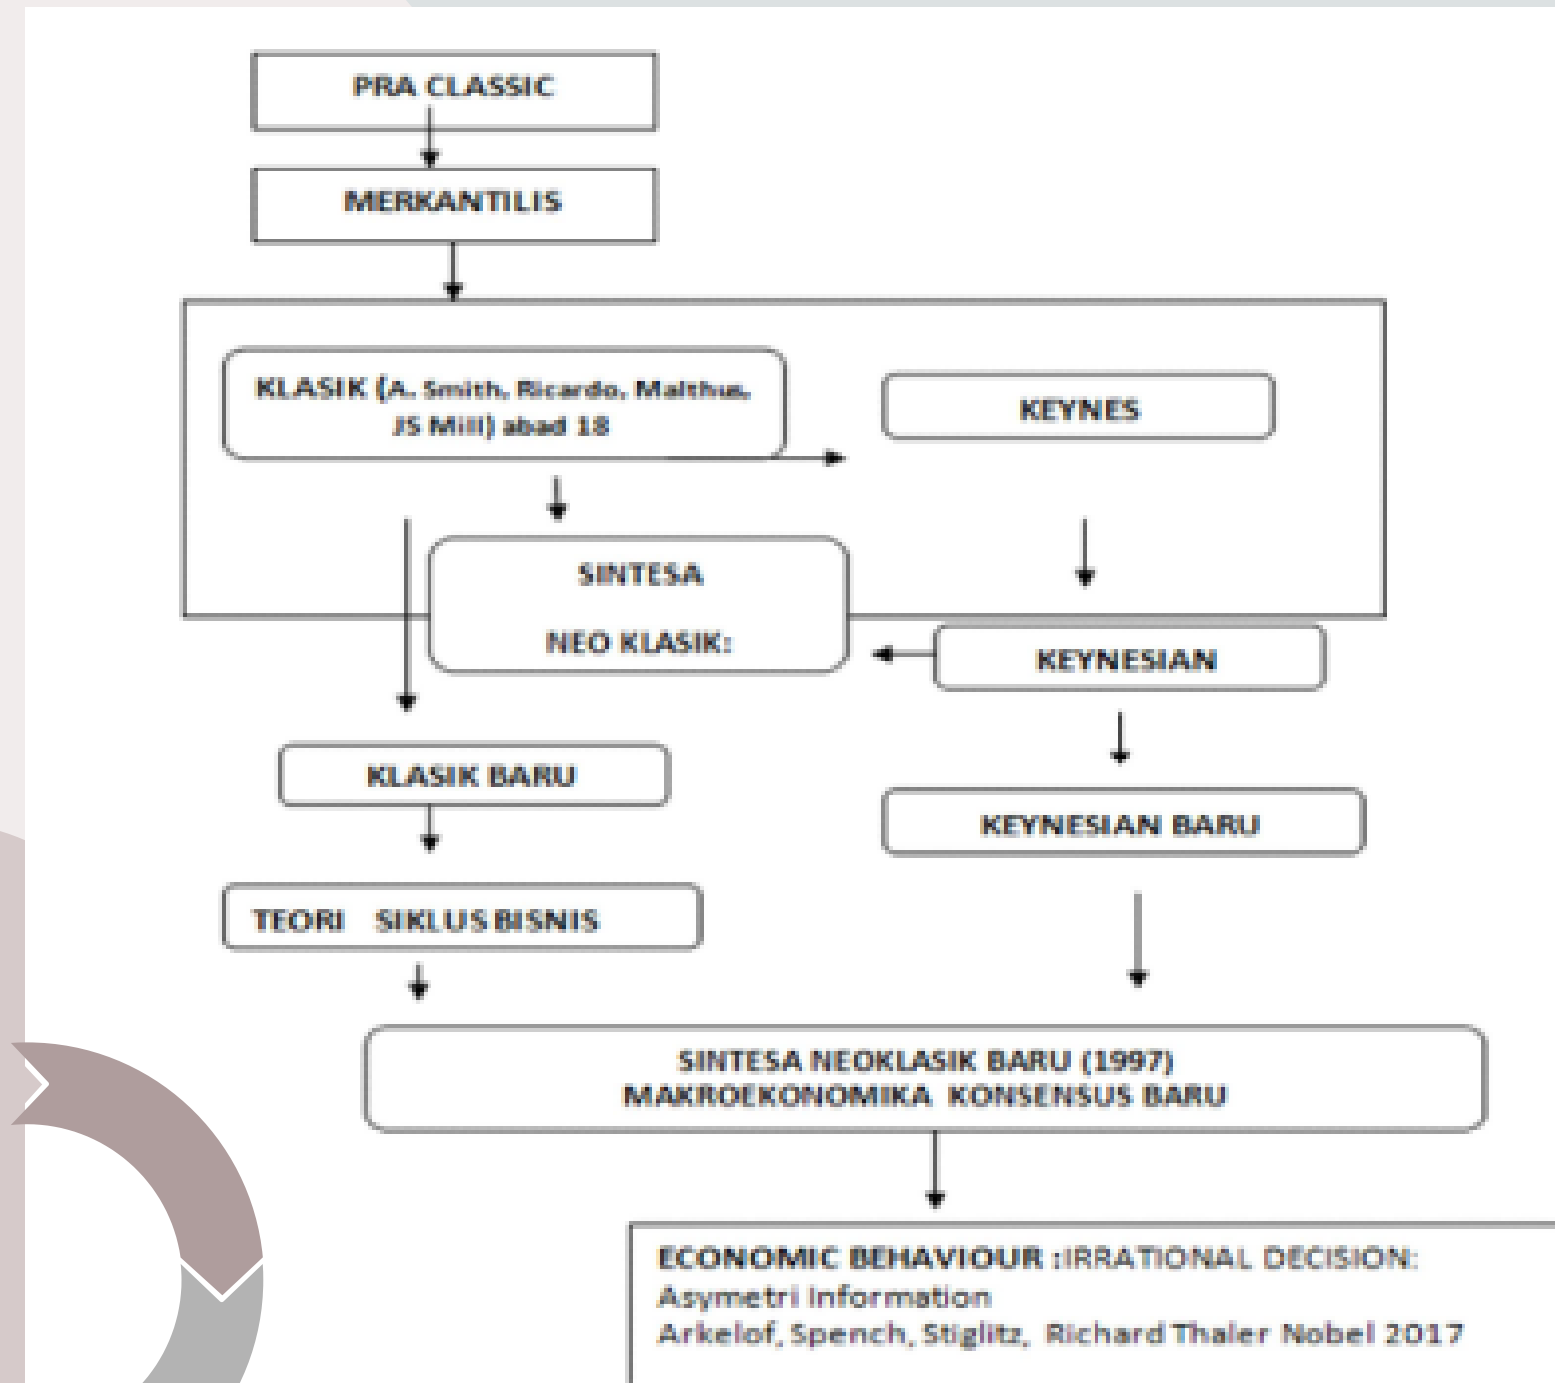 PRA CLASSIC
MERKANTILIS
KLASIK (A. Smith, Ricardo, Malthus,
JS Mill) abad 18
KEYNES
SINTESA
NEO KLASIK:
KEYNESIAN
KLASIK BARU
KEYNESIAN BARU
TEORI SIKLUS BISNIS
SINTESA NEOKLASIK BARU (1997)
MAKROEKONOMIKA KONSENSUS BARU
ECONOMIC BEHAVIOUR :IRRATIONAL DECISION:
Asymetri Information
Arkelof, Spench, Stiglitz, Richard Thaler Nobel 2017